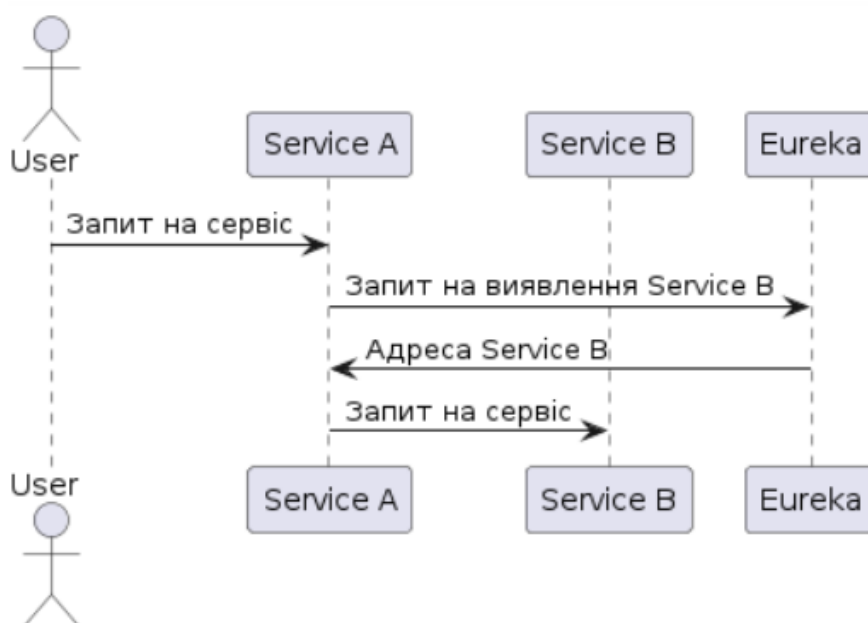 User
Service A
Service B
Eureka
Запит на сервіс
Запит на виявлення Service B
Адреса Service B
Запит на сервіс
User
Service A
Service B
Eureka